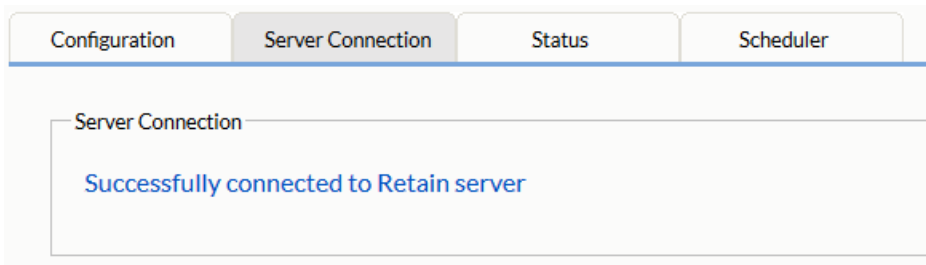 Configuration Server Connection Status Scheduler
Server Connection
Successfully connected to Retain server